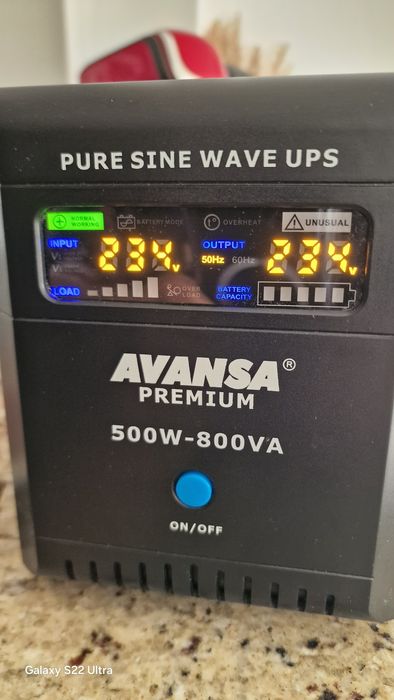 PURE SINE WAVE UPS
NORMAL WORKING
BATTERY MODE
OVERHEAT
UNUSUAL
INPUT
234V
OUTPUT
50Hz 60Hz
234V
LOAD
OVER LOAD
BATTERY CAPACITY
AVANSA®
PREMIUM
500W-800VA
ON/OFF
Galaxy S22 Ultra